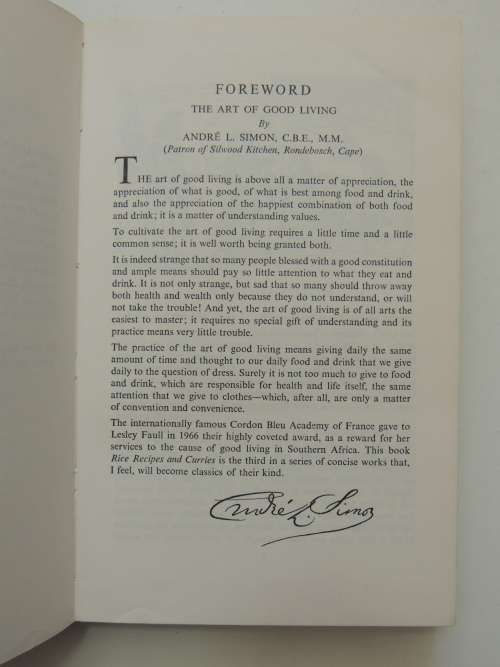 FOREWORD
THE ART OF GOOD LIVING
By
ANDRÉ L. SIMON, C.B.E., M.M.
(Patron of Silwood Kitchen, Rondebosch, Cape)
THE art of good living is above all a matter of appreciation, the
appreciation of what is good, of what is best among food and drink,
and also the appreciation of the happiest combination of both food
and drink; it is a matter of understanding values.
To cultivate the art of good living requires a little time and a little
common sense; it is well worth being granted both.
It is indeed strange that so many people blessed with a good constitution
and ample means should pay so little attention to what they eat and
drink. It is not only strange, but sad that so many should throw away
both health and wealth only because they do not understand, or will
not take the trouble! And yet, the art of good living is of all arts the
easiest to master; it requires no special gift of understanding and its
practice means very little trouble.
The practice of the art of good living means giving daily the same
amount of time and thought to our daily food and drink that we give
daily to the question of dress. Surely it is not too much to give to food
and drink, which are responsible for health and life itself, the same
attention that we give to clothes—which, after all, are only a matter
of convention and convenience.
The internationally famous Cordon Bleu Academy of France gave to
Lesley Faull in 1966 their highly coveted award, as a reward for her
services to the cause of good living in Southern Africa. This book
Rice Recipes and Curries is the third in a series of concise works that,
I feel, will become classics of their kind.
André L. Simon